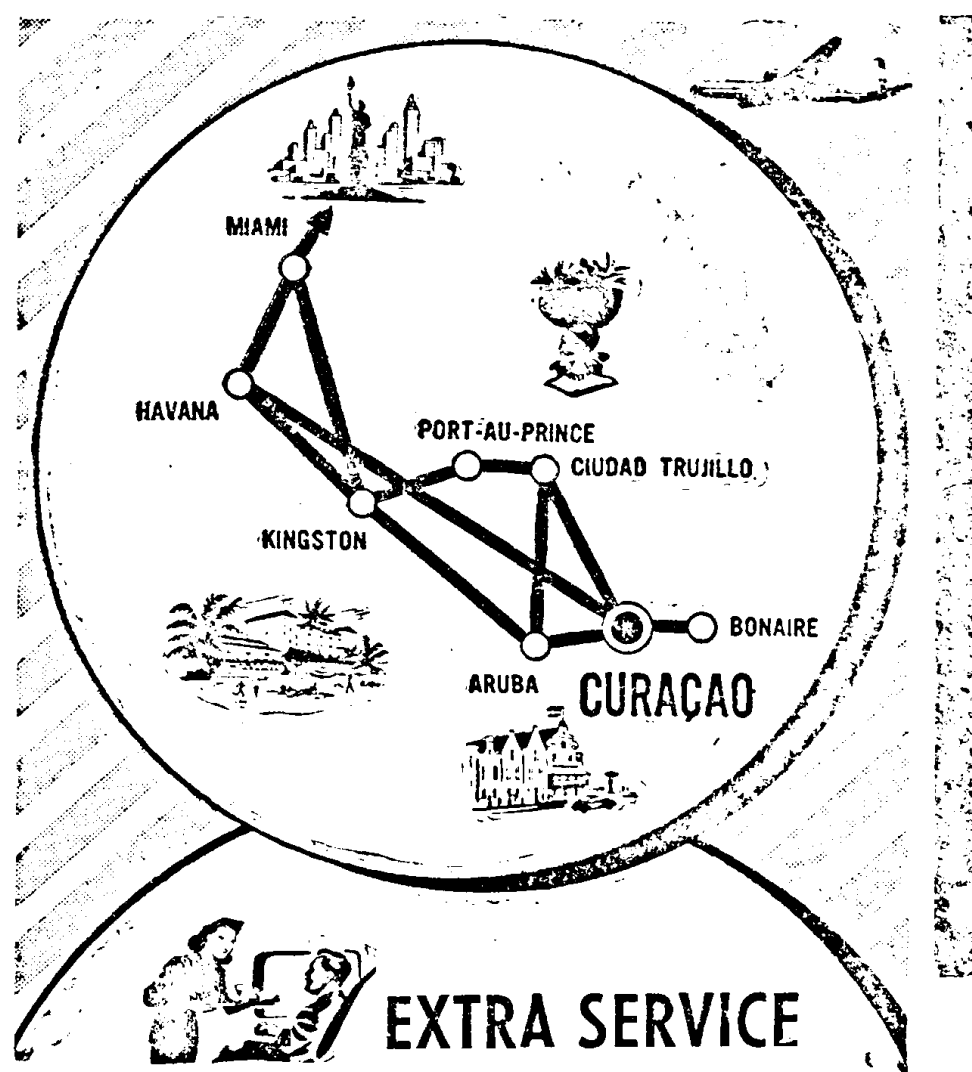 MIAMI
HAVANA
PORT-AU-PRINCE
CIUDAD TRUJILLO
KINGSTON
BONAIRE
ARUBA
CURAÇAO
EXTRA SERVICE